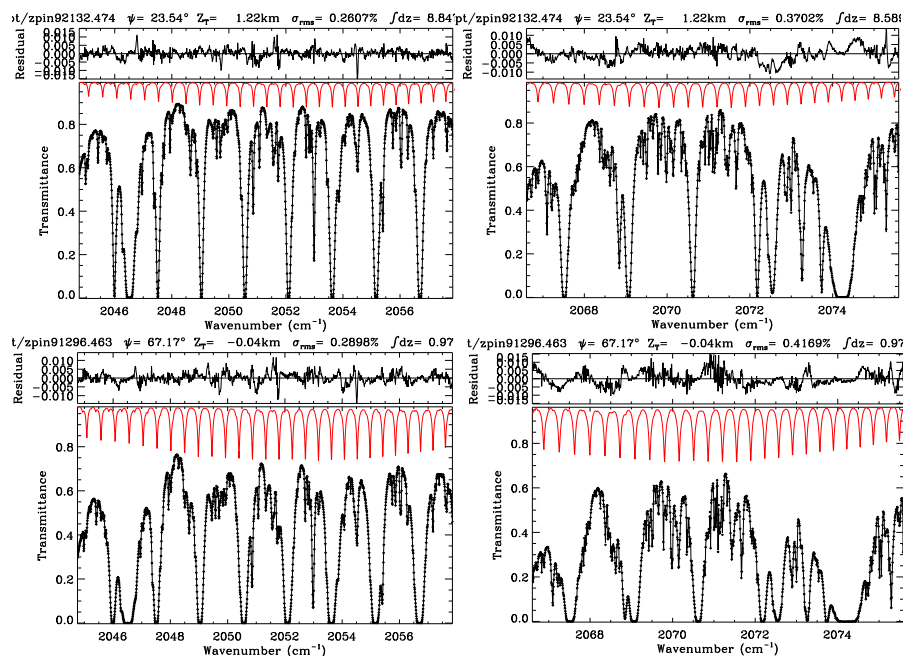 pt/zpin92132.474 ψ= 23.54° Z_T= 1.22km σ_rms= 0.2607% ∫dz= 8.84
Residual
0.015
0.010
0.005
0.000
−0.005
−0.010
−0.015
Transmittance
0.8
0.6
0.4
0.2
0.0
2046 2048 2050 2052 2054 2056
Wavenumber (cm⁻¹)
pt/zpin92132.474 ψ= 23.54° Z_T= 1.22km σ_rms= 0.3702% ∫dz= 8.589
Residual
0.010
0.005
0.000
−0.005
−0.010
Transmittance
0.8
0.6
0.4
0.2
0.0
2068 2070 2072 2074
Wavenumber (cm⁻¹)
t/zpin91296.463 ψ= 67.17° Z_T= −0.04km σ_rms= 0.2898% ∫dz= 0.97
Residual
0.010
0.005
0.000
−0.005
−0.010
Transmittance
0.8
0.6
0.4
0.2
0.0
2046 2048 2050 2052 2054 2056
Wavenumber (cm⁻¹)
t/zpin91296.463 ψ= 67.17° Z_T= −0.04km σ_rms= 0.4169% ∫dz= 0.97
Residual
0.015
0.010
0.005
0.000
−0.005
−0.010
−0.015
Transmittance
0.8
0.6
0.4
0.2
0.0
2068 2070 2072 2074
Wavenumber (cm⁻¹)